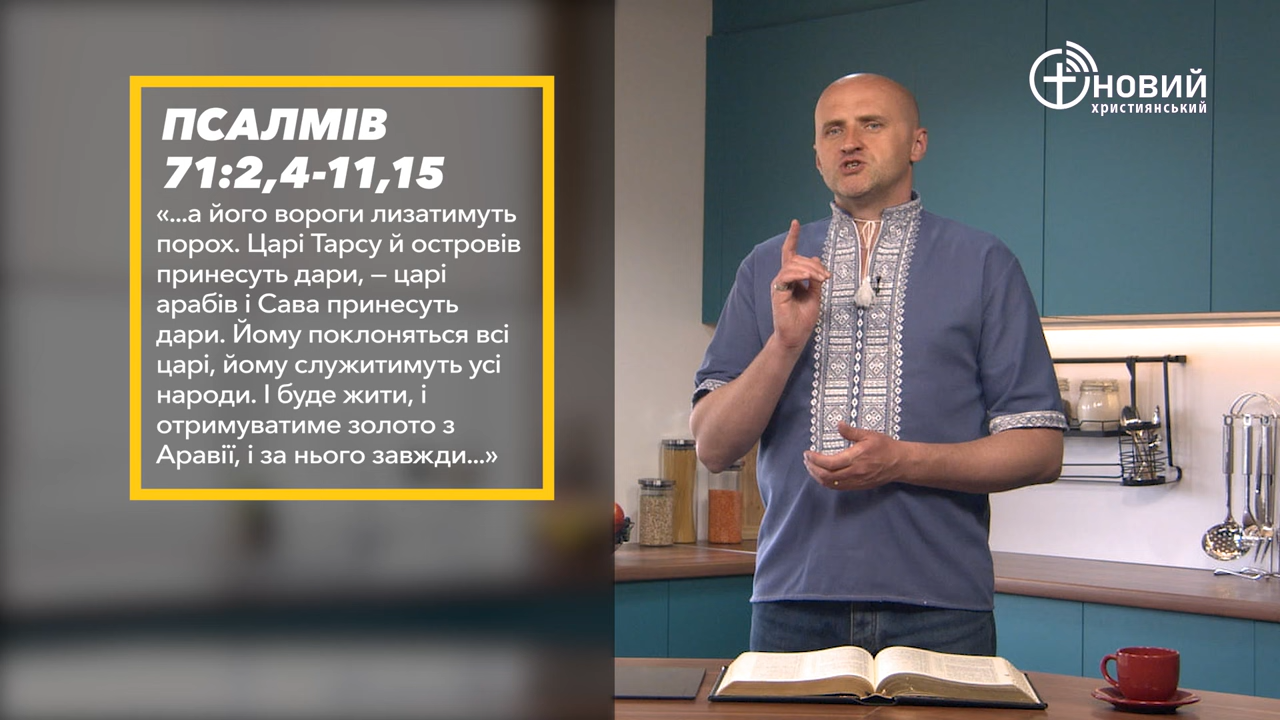 ПСАЛМІВ
71:2,4-11,15
«...а його вороги лизатимуть
порох. Царі Тарсу й островів
принесуть дари, – царі
арабів і Сава принесуть
дари. Йому поклоняться всі
царі, йому служитимуть усі
народи. І буде жити, і
отримуватиме золото з
Аравії, і за нього завжди...»
НОВИЙ
християнський